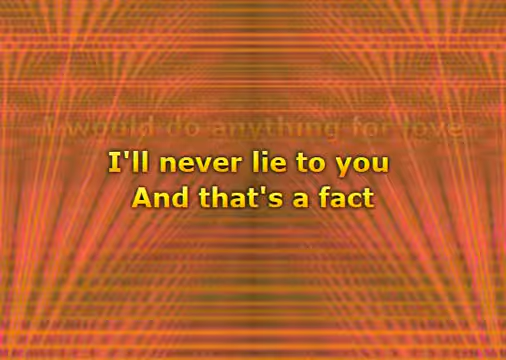 I would do anything for love
I'll never lie to you
And that's a fact